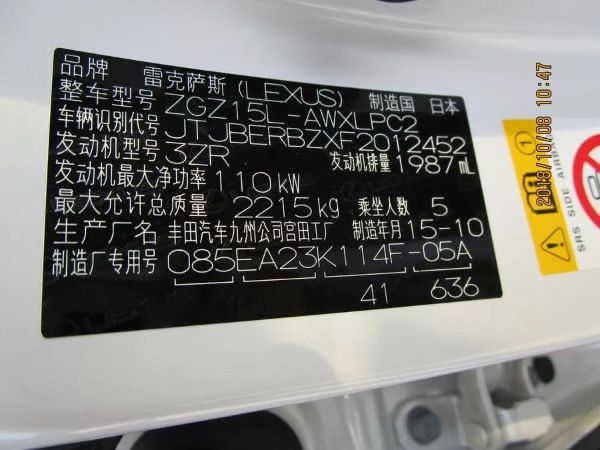 品牌 雷克萨斯 (LEXUS) 制造国 日本
整车型号 ZGZ15L-AWXLPC2
车辆识别代号 JTJBERBZXF2012452
发动机型号 3ZR 发动机排量 1987 mL
发动机最大净功率 110kW
最大允许总质量 2215kg 乘坐人数 5
生产厂名 丰田汽车九州公司宫田工厂 制造年月 15-10
制造厂专用号 085EA23K114F-05A
41 636
2018/10/08 10:47
SRS SIDE AIRBA